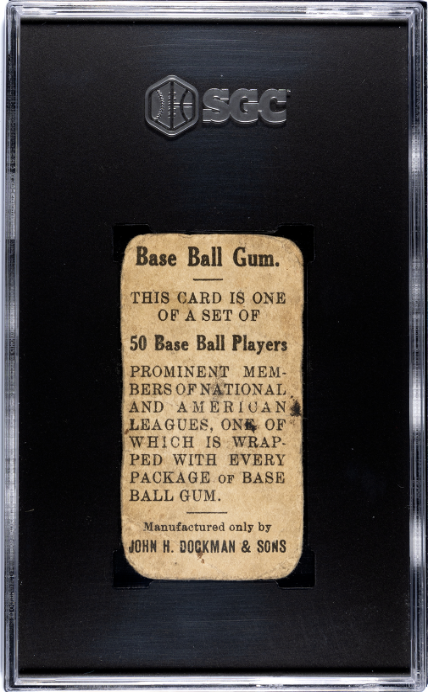 SGC
Base Ball Gum.
THIS CARD IS ONE
OF A SET OF
50 Base Ball Players
PROMINENT MEM-
BERS OF NATIONAL
AND AMERICAN
LEAGUES, ONE OF
WHICH IS WRAP-
PED WITH EVERY
PACKAGE OF BASE
BALL GUM.
Manufactured only by
JOHN H. DOCKMAN & SONS